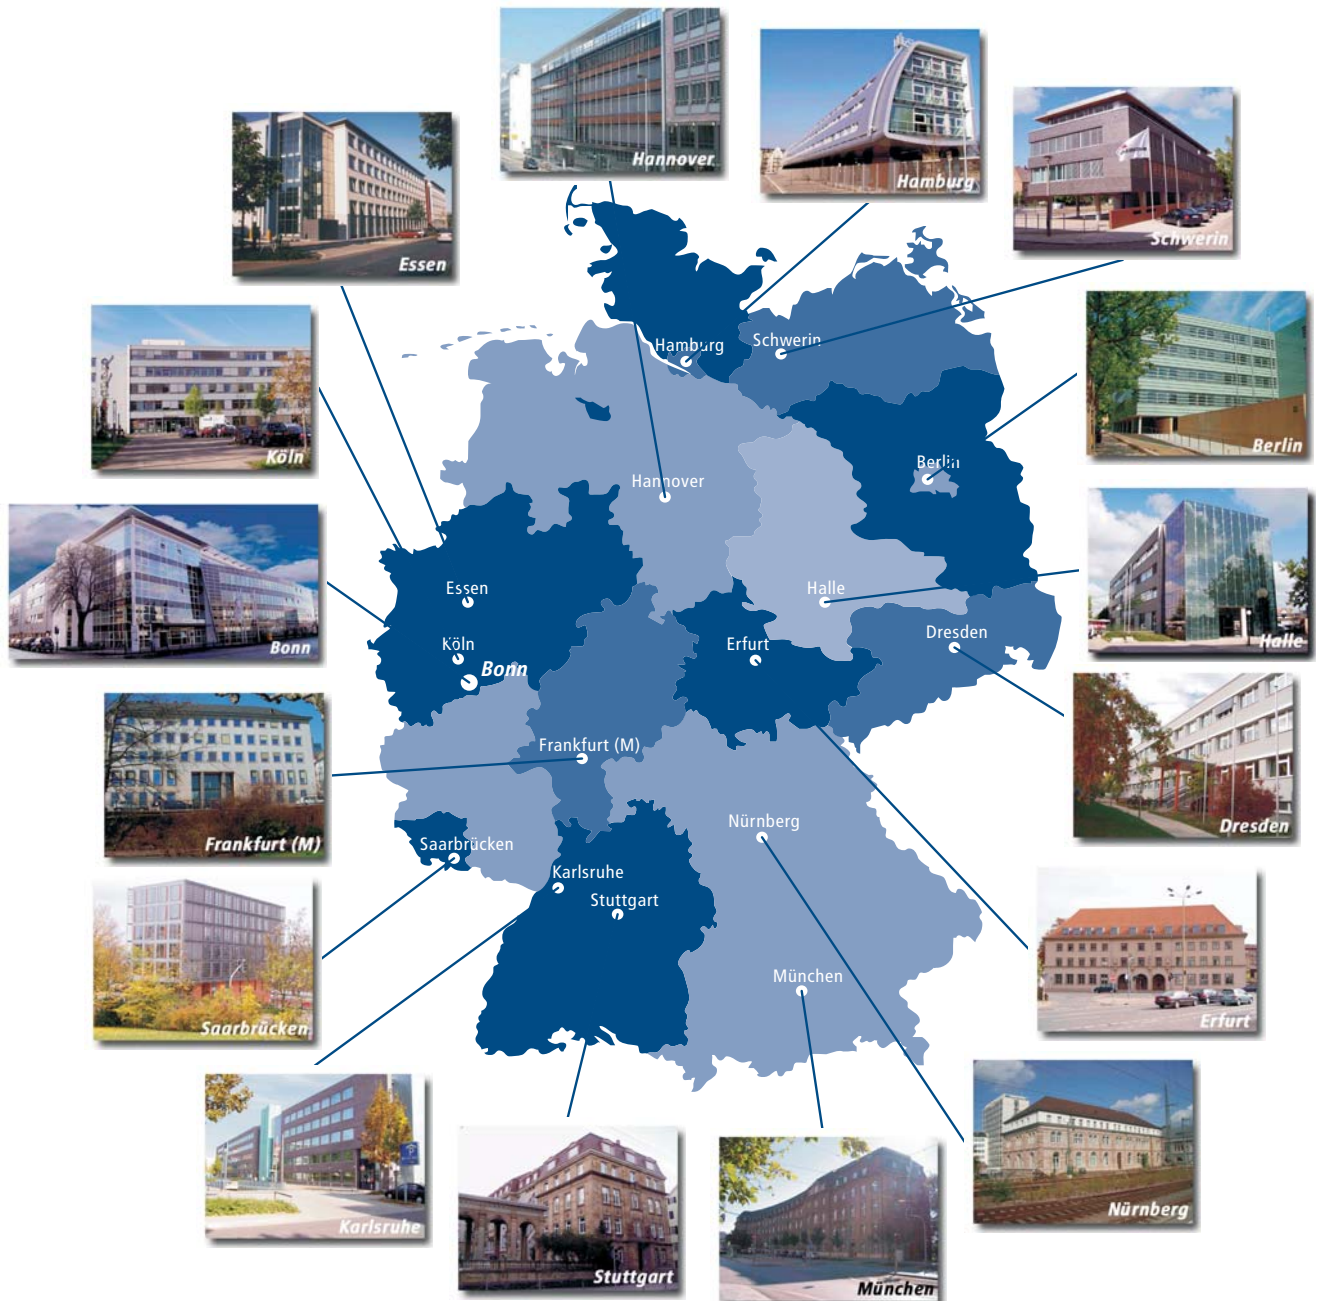 Hannover
Hamburg
Schwerin
Essen
Berlin
Köln
Halle
Bonn
Dresden
Frankfurt (M)
Erfurt
Saarbrücken
Nürnberg
Karlsruhe
Stuttgart
München
Hamburg
Schwerin
Berlin
Hannover
Essen
Halle
Köln
Bonn
Erfurt
Dresden
Frankfurt (M)
Nürnberg
Saarbrücken
Karlsruhe
Stuttgart
München